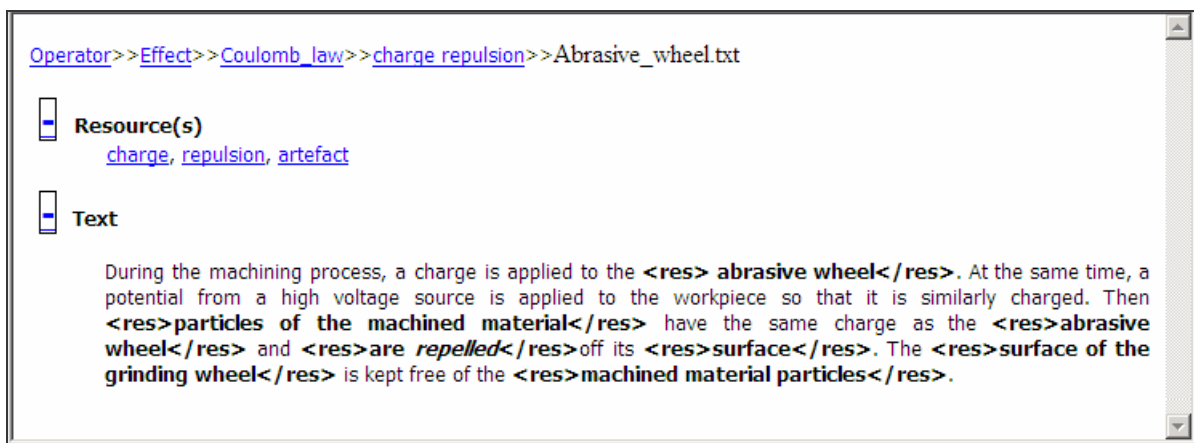 Operator>>Effect>>Coulomb_law>>charge repulsion>>Abrasive_wheel.txt
- Resource(s)
charge, repulsion, artefact
- Text
During the machining process, a charge is applied to the <res> abrasive wheel</res>. At the same time, a
potential from a high voltage source is applied to the workpiece so that it is similarly charged. Then
<res>particles of the machined material</res> have the same charge as the <res>abrasive
wheel</res> and <res>are repelled</res>off its <res>surface</res>. The <res>surface of the
grinding wheel</res> is kept free of the <res>machined material particles</res>.